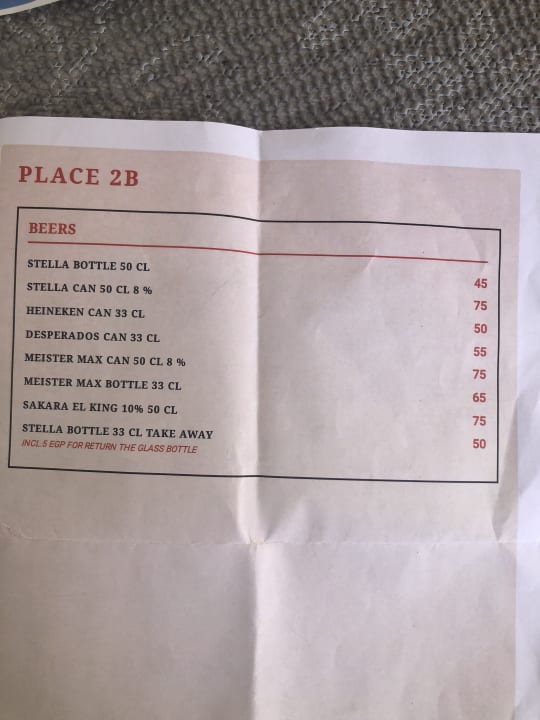 PLACE 2B
BEERS
STELLA BOTTLE 50 CL 45
STELLA CAN 50 CL 8 % 75
HEINEKEN CAN 33 CL 50
DESPERADOS CAN 33 CL 55
MEISTER MAX CAN 50 CL 8 % 75
MEISTER MAX BOTTLE 33 CL 65
SAKARA EL KING 10% 50 CL 75
STELLA BOTTLE 33 CL TAKE AWAY 50
INCL.5 EGP FOR RETURN THE GLASS BOTTLE